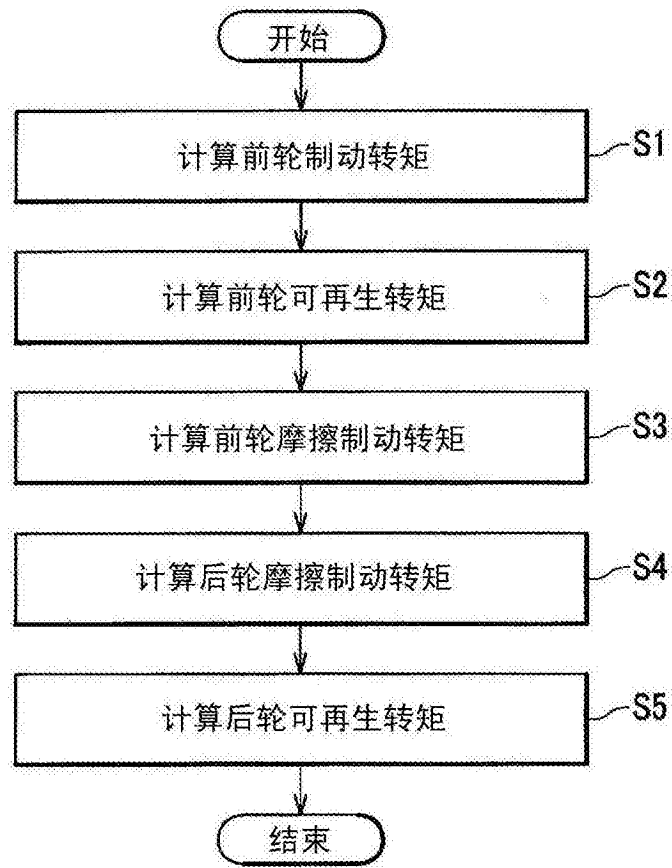 开始
计算前轮制动转矩
S1
计算前轮可再生转矩
S2
计算前轮摩擦制动转矩
S3
计算后轮摩擦制动转矩
S4
计算后轮可再生转矩
S5
结束